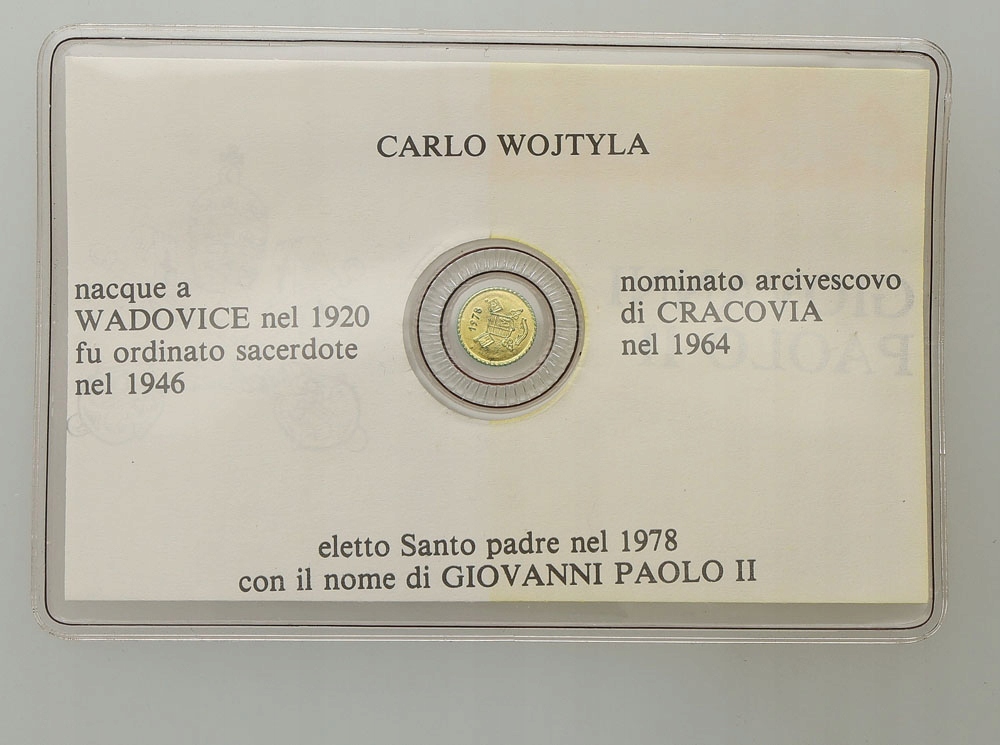 CARLO WOJTYLA
nacque a
WADOVICE nel 1920
fu ordinato sacerdote
nel 1946
1978
nominato arcivescovo
di CRACOVIA
nel 1964
eletto Santo padre nel 1978
con il nome di GIOVANNI PAOLO II